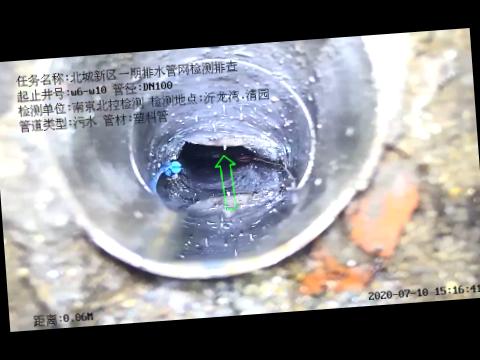 任务名称:北城新区一期排水管网检测排查
起止井号:w6-w10 管径:DN100
检测单位:南京北控检测 检测地点:沂龙湾.清园
管道类型:污水 管材:塑料管
距离:0.06M
2020-07-10 15:16:41